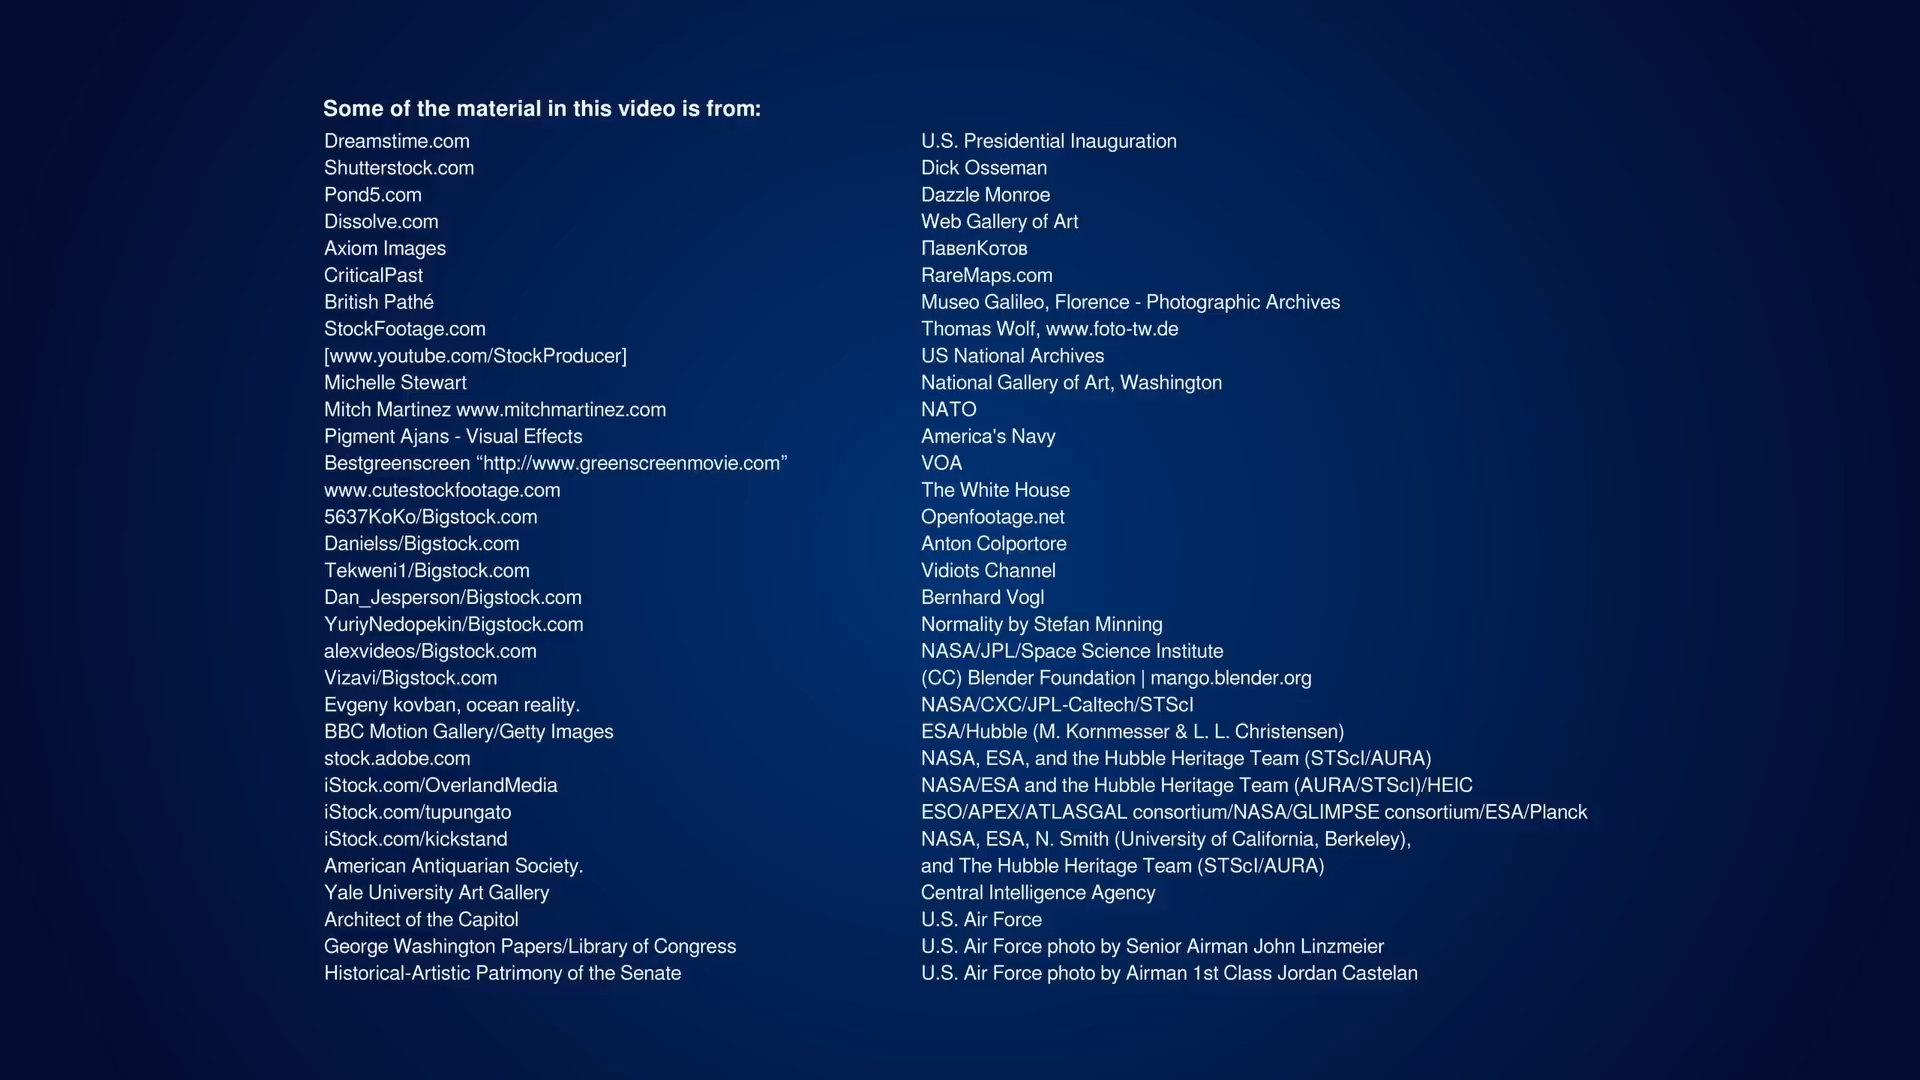 Some of the material in this video is from:
Dreamstime.com
Shutterstock.com
Pond5.com
Dissolve.com
Axiom Images
CriticalPast
British Pathé
StockFootage.com
[www.youtube.com/StockProducer]
Michelle Stewart
Mitch Martinez www.mitchmartinez.com
Pigment Ajans - Visual Effects
Bestgreenscreen “http://www.greenscreenmovie.com”
www.cutestockfootage.com
5637KoKo/Bigstock.com
Danielss/Bigstock.com
Tekweni1/Bigstock.com
Dan_Jesperson/Bigstock.com
YuriyNedopekin/Bigstock.com
alexvideos/Bigstock.com
Vizavi/Bigstock.com
Evgeny kovban, ocean reality.
BBC Motion Gallery/Getty Images
stock.adobe.com
iStock.com/OverlandMedia
iStock.com/tupungato
iStock.com/kickstand
American Antiquarian Society.
Yale University Art Gallery
Architect of the Capitol
George Washington Papers/Library of Congress
Historical-Artistic Patrimony of the Senate
U.S. Presidential Inauguration
Dick Osseman
Dazzle Monroe
Web Gallery of Art
ПавелКотов
RareMaps.com
Museo Galileo, Florence - Photographic Archives
Thomas Wolf, www.foto-tw.de
US National Archives
National Gallery of Art, Washington
NATO
America's Navy
VOA
The White House
Openfootage.net
Anton Colportore
Vidiots Channel
Bernhard Vogl
Normality by Stefan Minning
NASA/JPL/Space Science Institute
(CC) Blender Foundation | mango.blender.org
NASA/CXC/JPL-Caltech/STScI
ESA/Hubble (M. Kornmesser & L. L. Christensen)
NASA, ESA, and the Hubble Heritage Team (STScI/AURA)
NASA/ESA and the Hubble Heritage Team (AURA/STScI)/HEIC
ESO/APEX/ATLASGAL consortium/NASA/GLIMPSE consortium/ESA/Planck
NASA, ESA, N. Smith (University of California, Berkeley),
and The Hubble Heritage Team (STScI/AURA)
Central Intelligence Agency
U.S. Air Force
U.S. Air Force photo by Senior Airman John Linzmeier
U.S. Air Force photo by Airman 1st Class Jordan Castelan